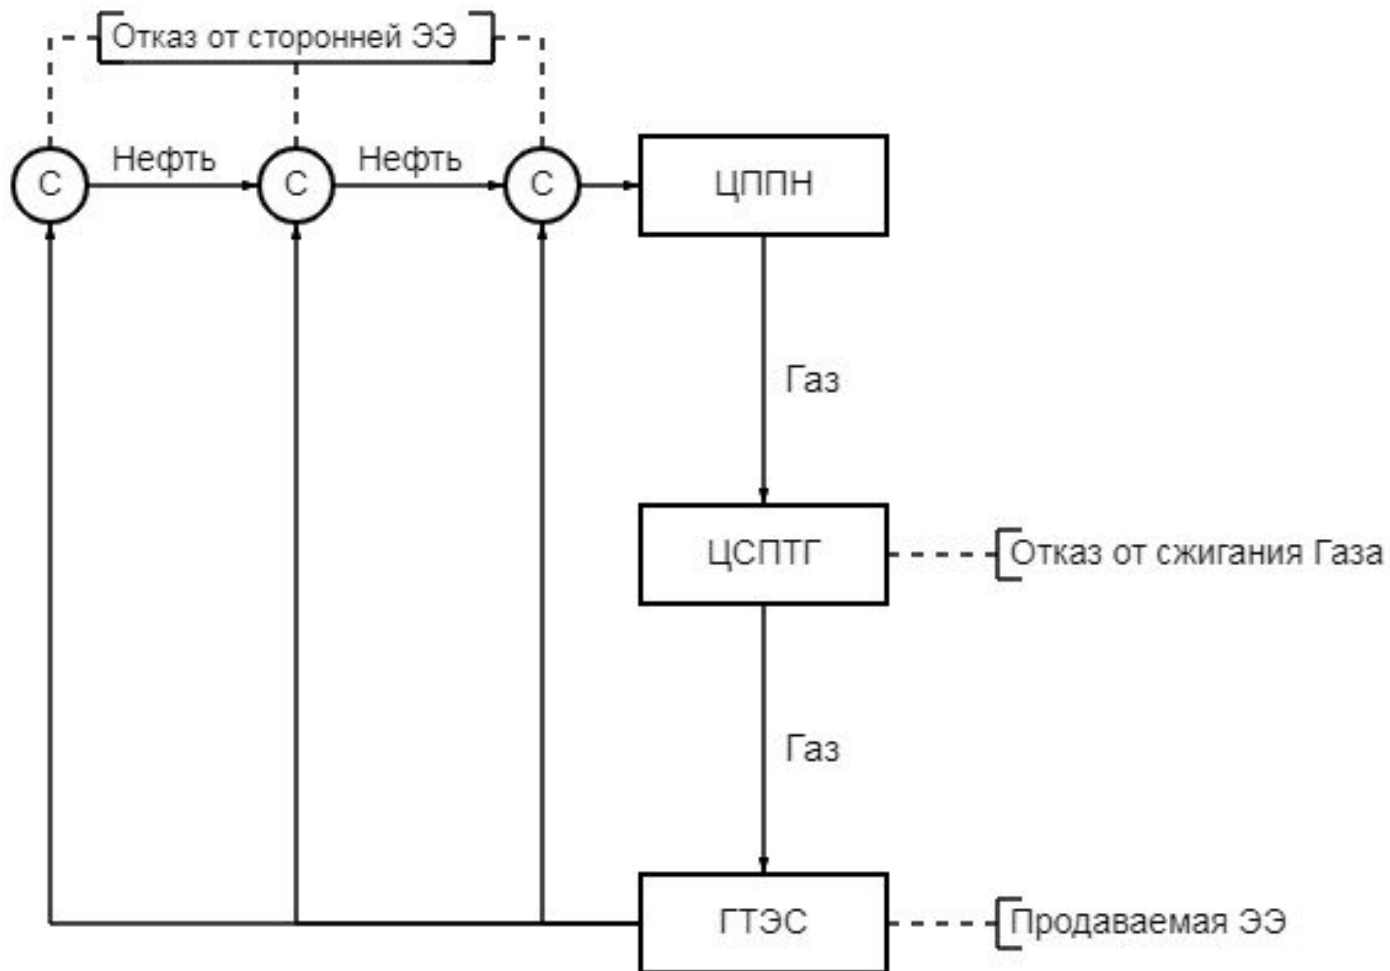 Отказ от сторонней ЭЭ
Нефть
Нефть
С
С
С
ЦППН
Газ
ЦСПТГ
Отказ от сжигания Газа
Газ
ГТЭС
Продаваемая ЭЭ